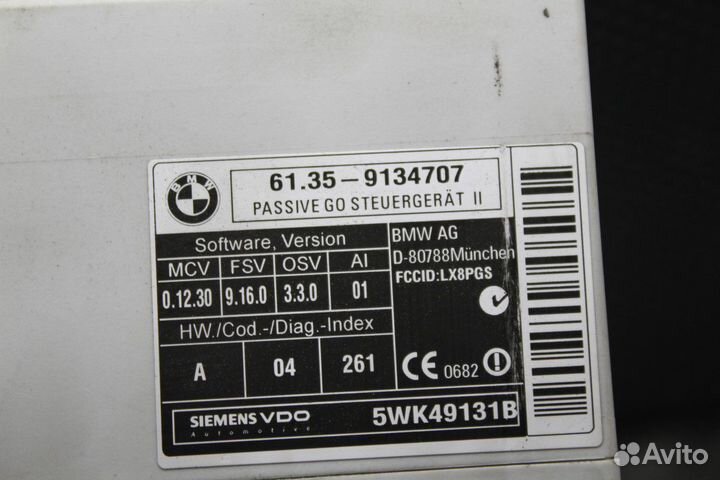 BMW
61.35-9134707
PASSIVE GO STEUERGERÄT II
Software, Version
MCV FSV OSV AI
0.12.30 9.16.0 3.3.0 01
HW./Cod.-/Diag.-Index
A 04 261
BMW AG
D-80788München
FCCID:LX8PGS
CE 0682
SIEMENS VDO
Automotive
5WK49131B
Avito